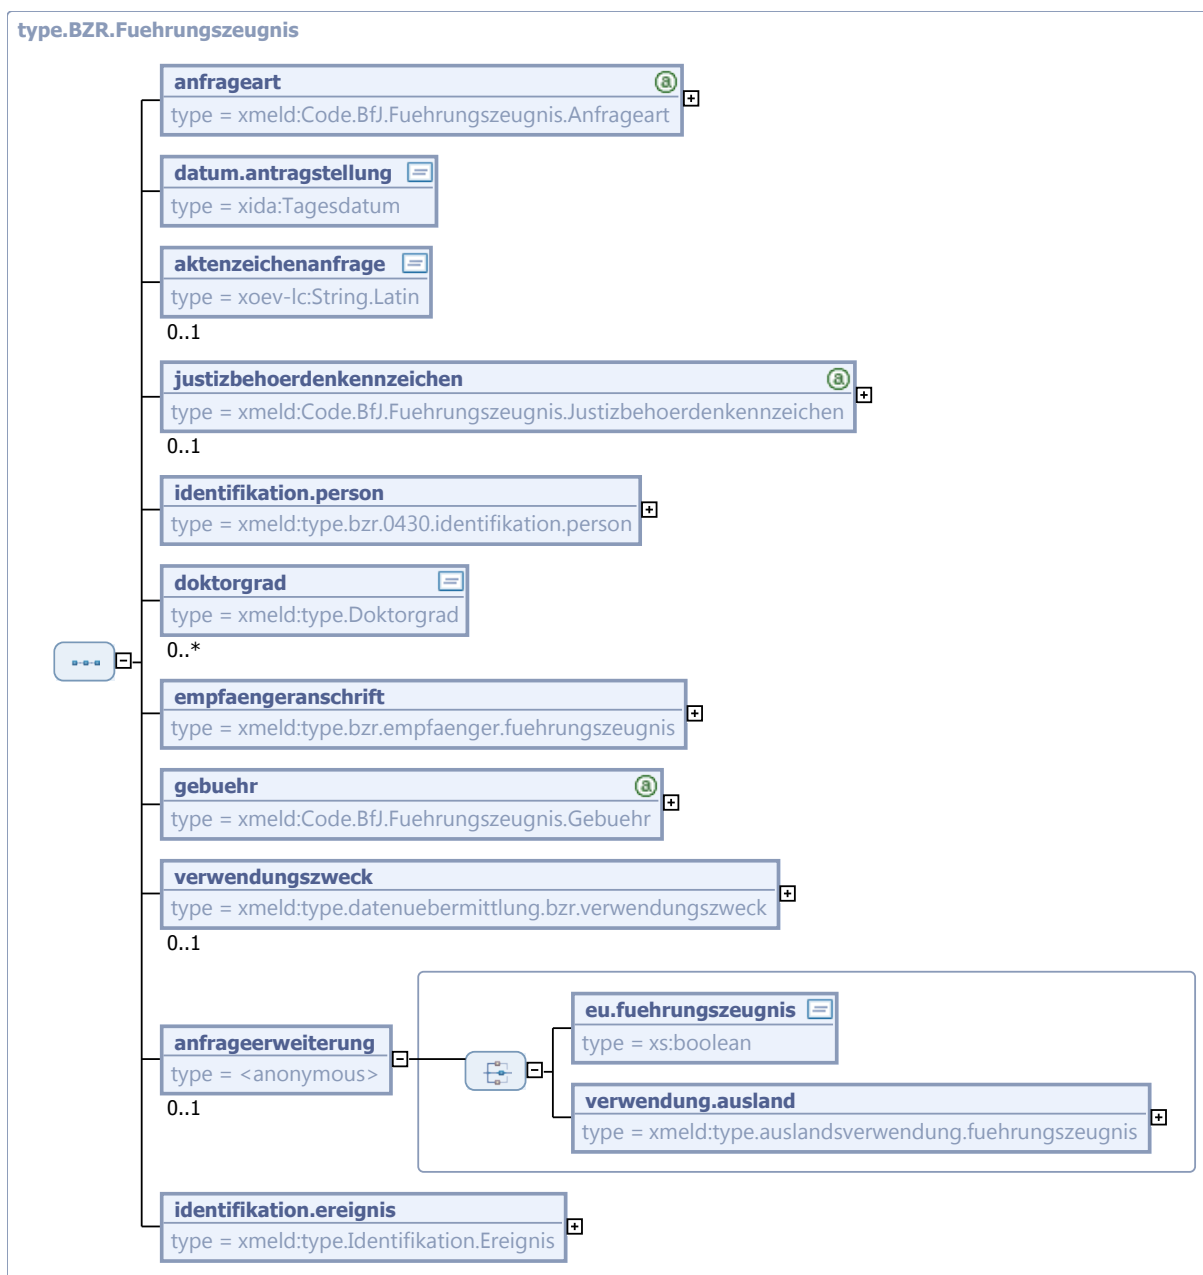 type.BZR.Fuehrungszeugnis
anfrageart
type = xmeld:Code.BfJ.Fuehrungszeugnis.Anfrageart
datum.antragstellung
type = xida:Tagesdatum
aktenzeichenanfrage
type = xoev-lc:String.Latin
0..1
justizbehoerdenkennzeichen
type = xmeld:Code.BfJ.Fuehrungszeugnis.Justizbehoerdenkennzeichen
0..1
identifikation.person
type = xmeld:type.bzr.0430.identifikation.person
doktorgrad
type = xmeld:type.Doktorgrad
0..*
empfaengeranschrift
type = xmeld:type.bzr.empfaenger.fuehrungszeugnis
gebuehr
type = xmeld:Code.BfJ.Fuehrungszeugnis.Gebuehr
verwendungszweck
type = xmeld:type.datenuebermittlung.bzr.verwendungszweck
0..1
anfrageerweiterung
type = <anonymous>
0..1
eu.fuehrungszeugnis
type = xs:boolean
verwendung.ausland
type = xmeld:type.auslandsverwendung.fuehrungszeugnis
identifikation.ereignis
type = xmeld:type.Identifikation.Ereignis